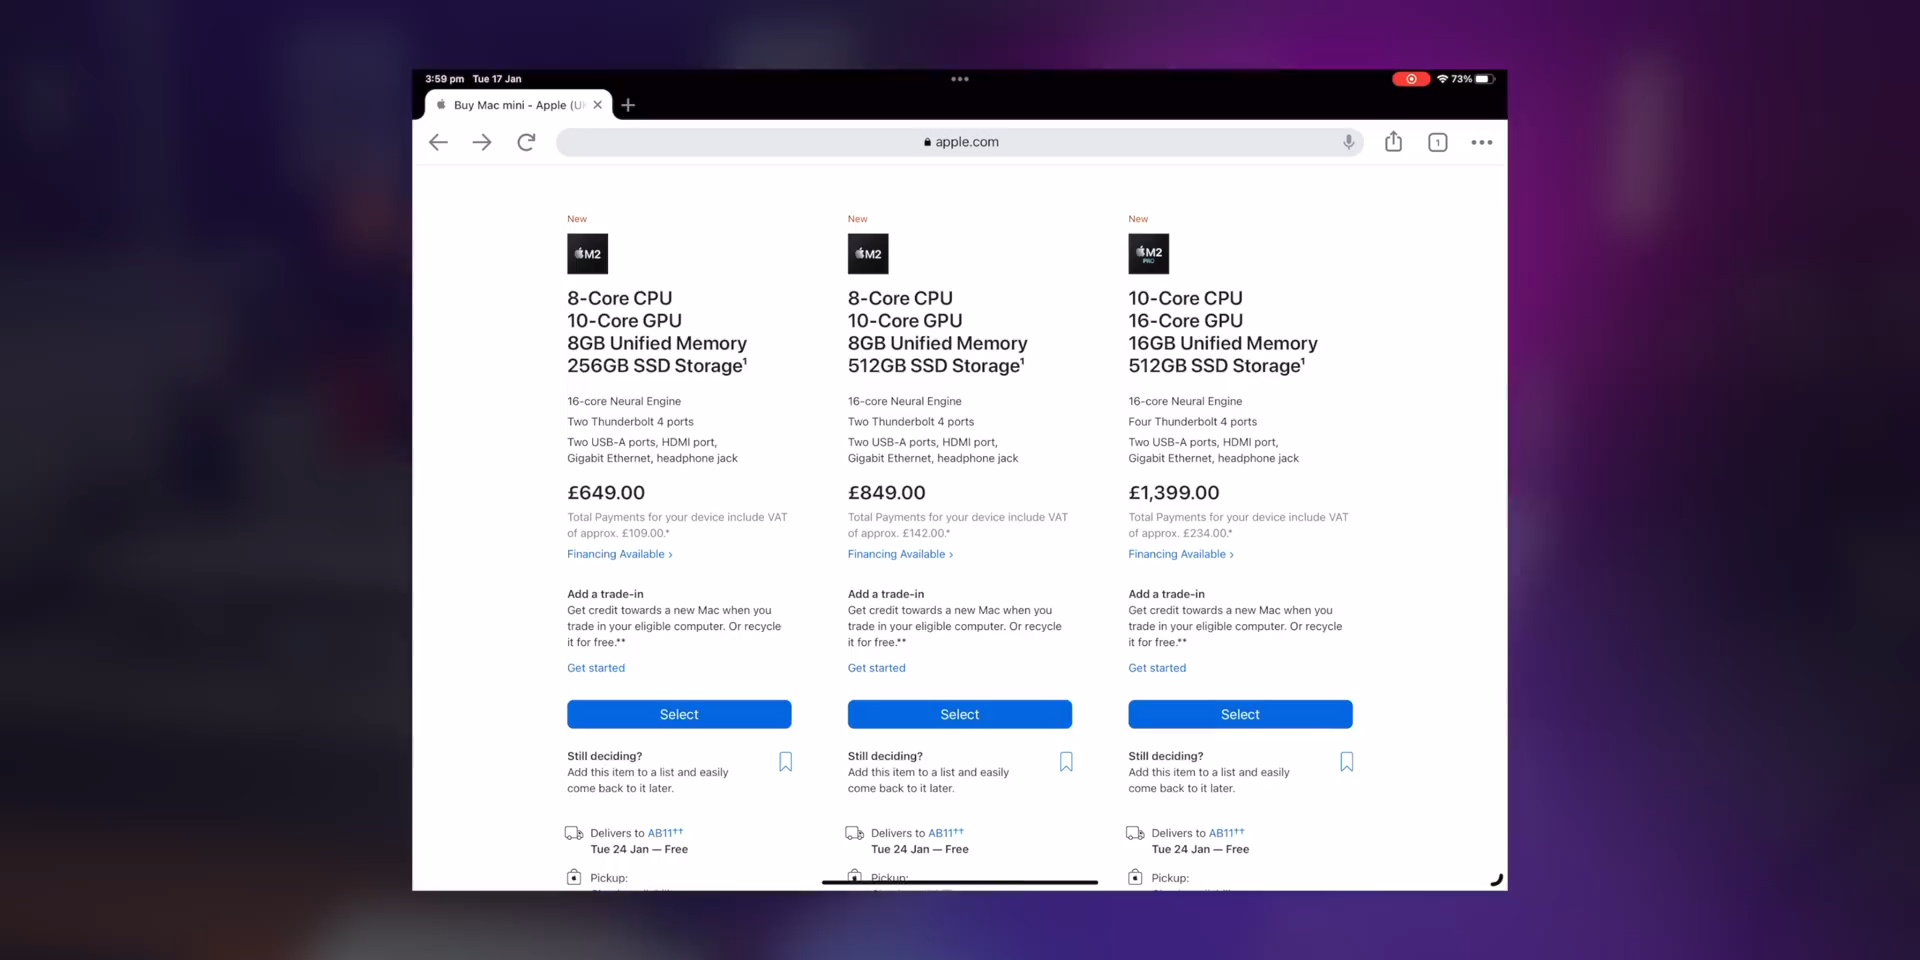 3:59 pm Tue 17 Jan
73%
Buy Mac mini - Apple (U
apple.com
1
New
M2
8-Core CPU
10-Core GPU
8GB Unified Memory
256GB SSD Storage¹
16-core Neural Engine
Two Thunderbolt 4 ports
Two USB-A ports, HDMI port,
Gigabit Ethernet, headphone jack
£649.00
Total Payments for your device include VAT
of approx. £109.00.*
Financing Available ›
Add a trade-in
Get credit towards a new Mac when you
trade in your eligible computer. Or recycle
it for free.**
Get started
Select
Still deciding?
Add this item to a list and easily
come back to it later.
Delivers to AB11††
Tue 24 Jan — Free
Pickup:
New
M2
8-Core CPU
10-Core GPU
8GB Unified Memory
512GB SSD Storage¹
16-core Neural Engine
Two Thunderbolt 4 ports
Two USB-A ports, HDMI port,
Gigabit Ethernet, headphone jack
£849.00
Total Payments for your device include VAT
of approx. £142.00.*
Financing Available ›
Add a trade-in
Get credit towards a new Mac when you
trade in your eligible computer. Or recycle
it for free.**
Get started
Select
Still deciding?
Add this item to a list and easily
come back to it later.
Delivers to AB11††
Tue 24 Jan — Free
Pickup:
New
M2
PRO
10-Core CPU
16-Core GPU
16GB Unified Memory
512GB SSD Storage¹
16-core Neural Engine
Four Thunderbolt 4 ports
Two USB-A ports, HDMI port,
Gigabit Ethernet, headphone jack
£1,399.00
Total Payments for your device include VAT
of approx. £234.00.*
Financing Available ›
Add a trade-in
Get credit towards a new Mac when you
trade in your eligible computer. Or recycle
it for free.**
Get started
Select
Still deciding?
Add this item to a list and easily
come back to it later.
Delivers to AB11††
Tue 24 Jan — Free
Pickup: